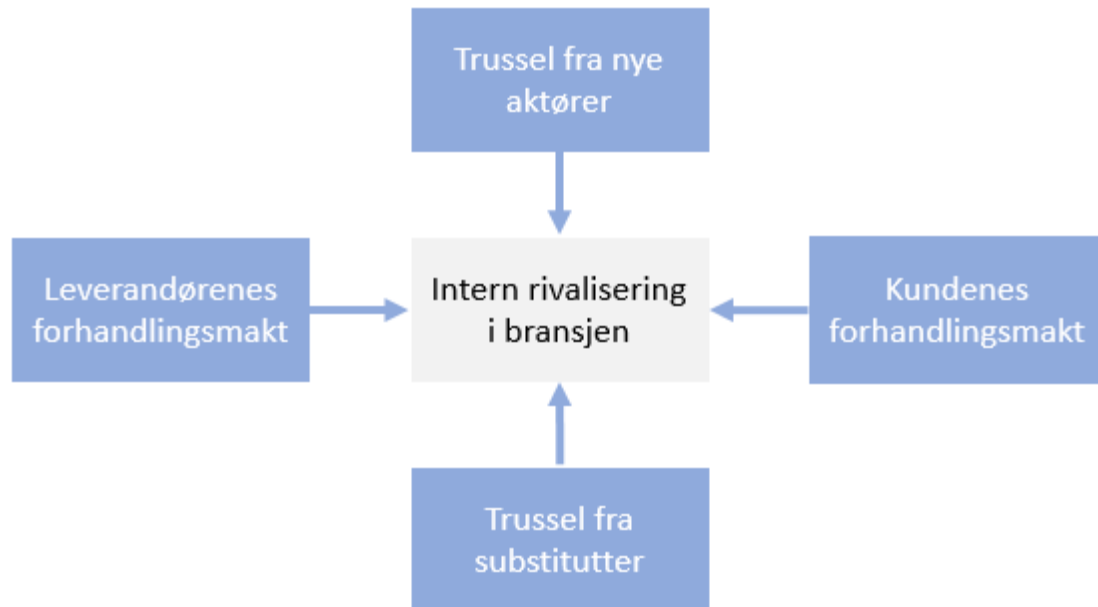 Trussel fra nye
aktører
Leverandørenes
forhandlingsmakt
Intern rivalisering
i bransjen
Kundenes
forhandlingsmakt
Trussel fra
substitutter